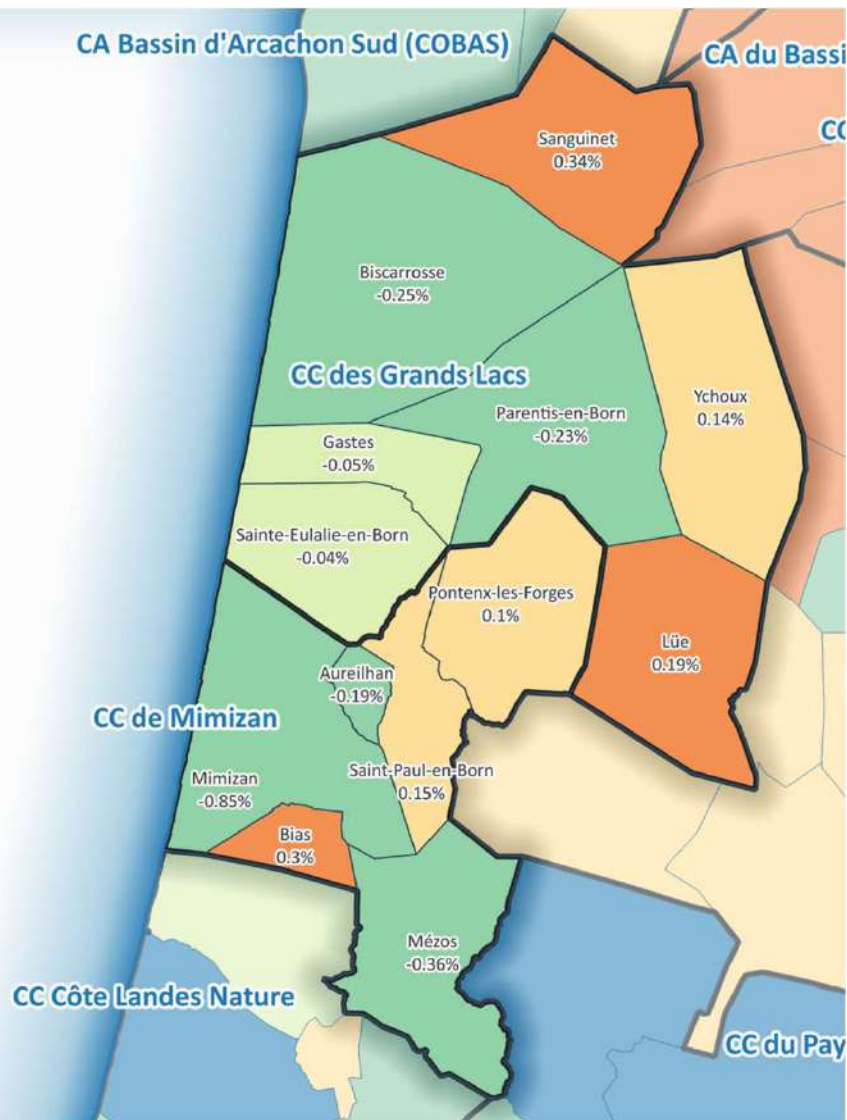 CA Bassin d'Arcachon Sud (COBAS)
CA du Bassi
CC
Sanguinet
0.34%
Biscarrosse
-0.25%
CC des Grands Lacs
Ychoux
0.14%
Parentis-en-Born
-0.23%
Gastes
-0.05%
Sainte-Eulalie-en-Born
-0.04%
Pontenx-les-Forges
0.1%
Lüe
0.19%
Aureilhan
-0.19%
CC de Mimizan
Saint-Paul-en-Born
0.15%
Mimizan
-0.85%
Bias
0.3%
Mézos
-0.36%
CC Côte Landes Nature
CC du Pay